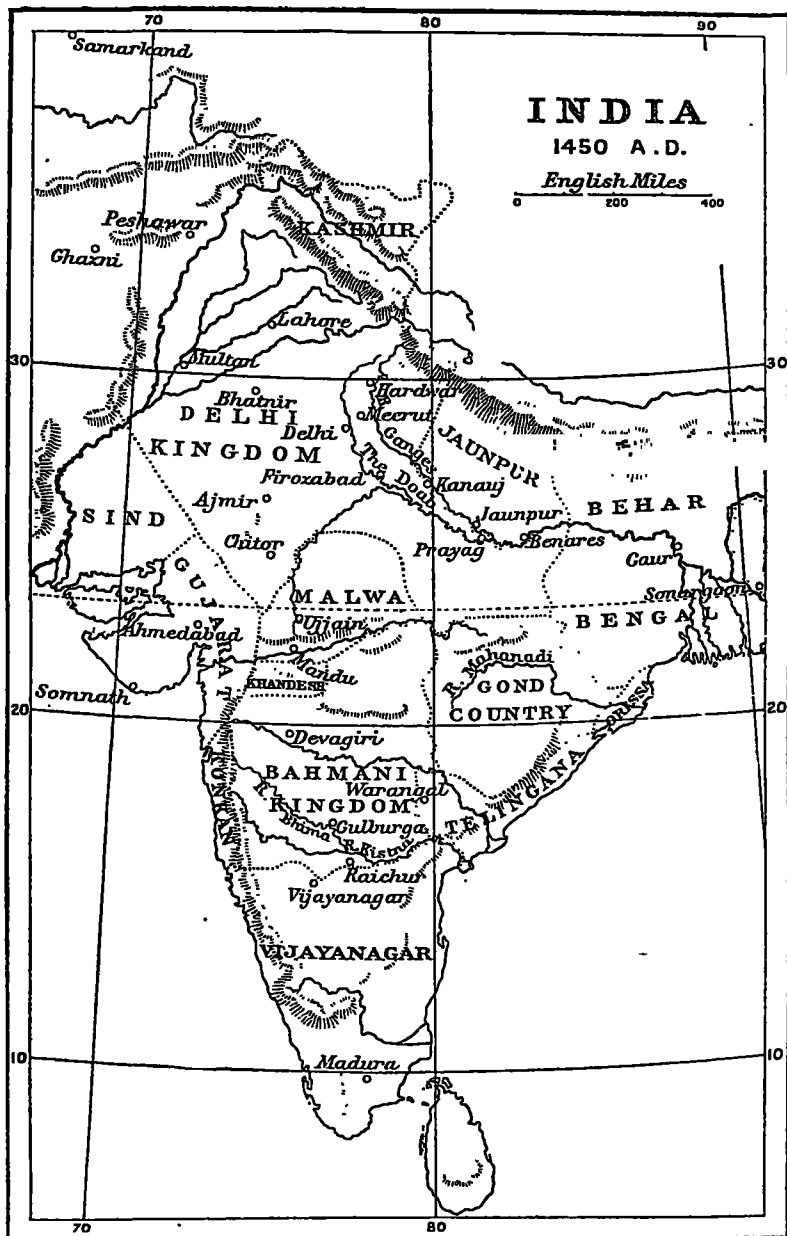 70
80
90
Samarkand
INDIA
1450 A.D.
English Miles
0 200 400
Peshawar
KASHMIR
Ghazni
Lahore
30
Multan
30
Hardwar
Bhatnir
Meerut
DELHI
Delhi
Ganges
JAUNPUR
KINGDOM
The Doab
Firozabad
Kanauj
Ajmir
BEHAR
SIND
Jaunpur
Chitor
Prayag
Benares
Gaur
GUJARAT
MALWA
Sonargaon
Ujjain
BENGAL
Ahmedabad
Mandu
R. Mahanadi
KHANDESH
Somnath
GOND
COUNTRY
ORISSA
20
20
Devagiri
KONKAN
BAHMANI
Warangal
KINGDOM
TELINGANA
R. Bhima
Gulburga
R. Kistna
Raichur
Vijayanagar
VIJAYANAGAR
10
10
Madura
70
80